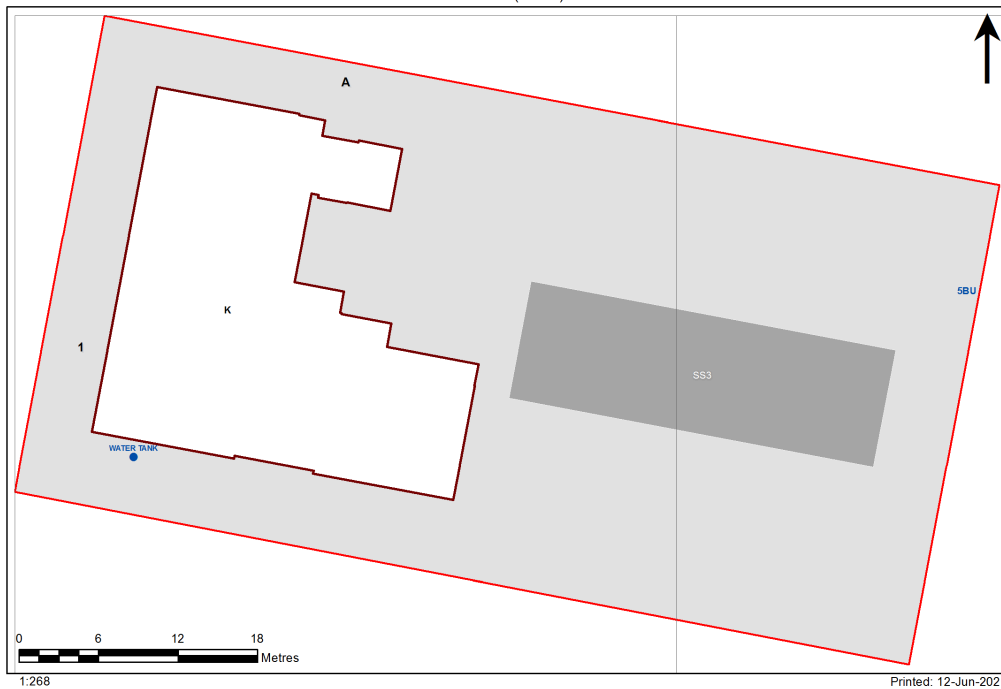 A
5BU
K
1
SS3
WATER TANK
0 6 12 18
Metres
1:268
Printed: 12-Jun-202